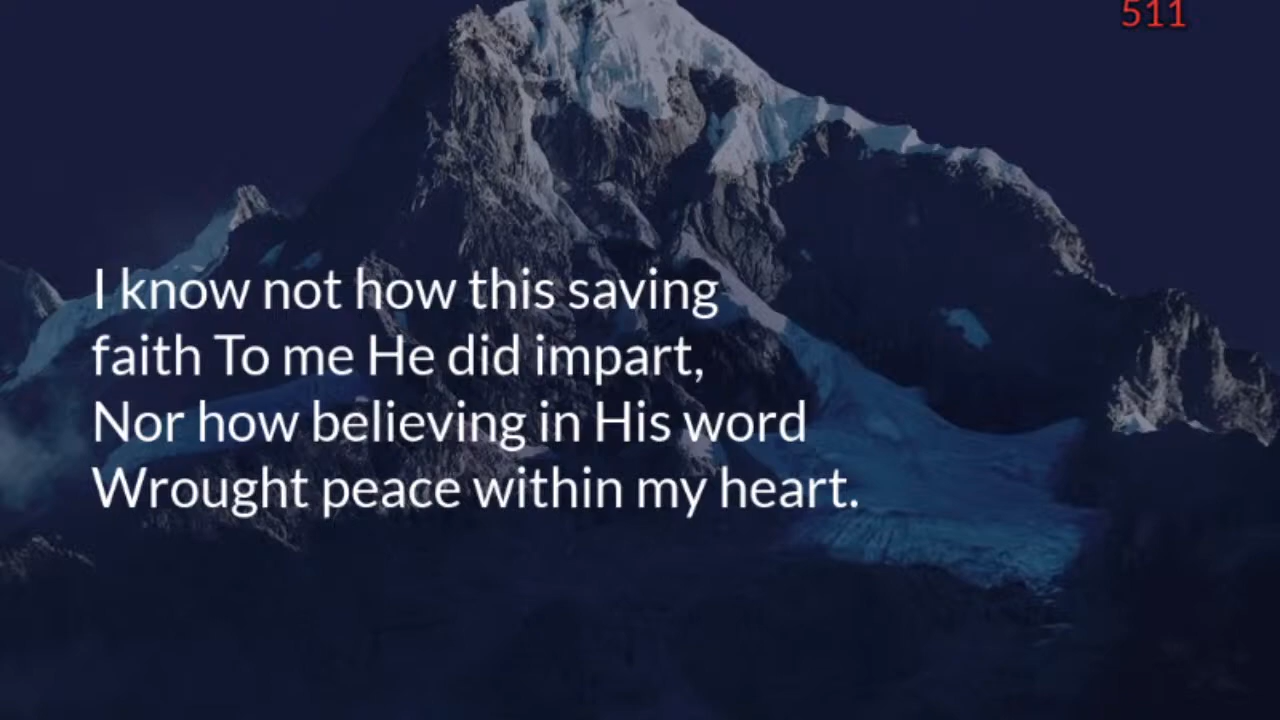 511
I know not how this saving
faith To me He did impart,
Nor how believing in His word
Wrought peace within my heart.